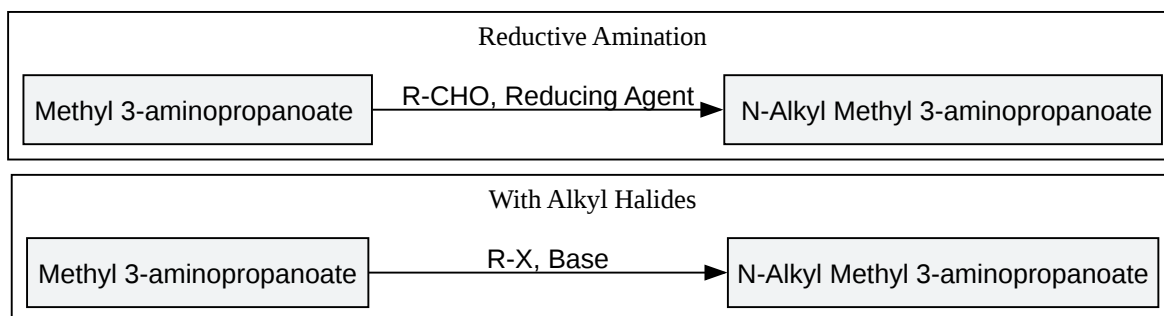 Reductive Amination
Methyl 3-aminopropanoate
R-CHO, Reducing Agent
N-Alkyl Methyl 3-aminopropanoate
With Alkyl Halides
Methyl 3-aminopropanoate
R-X, Base
N-Alkyl Methyl 3-aminopropanoate